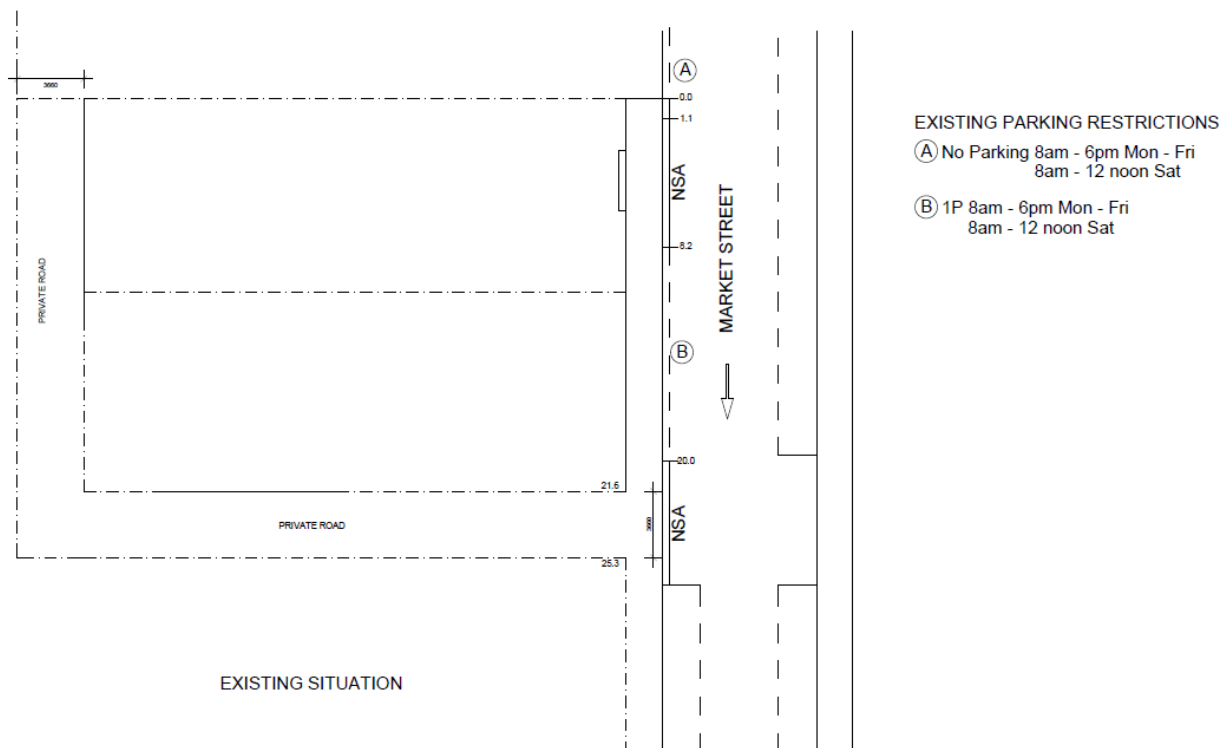 3660
A
0.0
1.1
EXISTING PARKING RESTRICTIONS
A No Parking 8am - 6pm Mon - Fri
8am - 12 noon Sat
NSA
B 1P 8am - 6pm Mon - Fri
8am - 12 noon Sat
MARKET STREET
8.2
PRIVATE ROAD
B
20.0
21.6
PRIVATE ROAD
NSA
25.3
EXISTING SITUATION